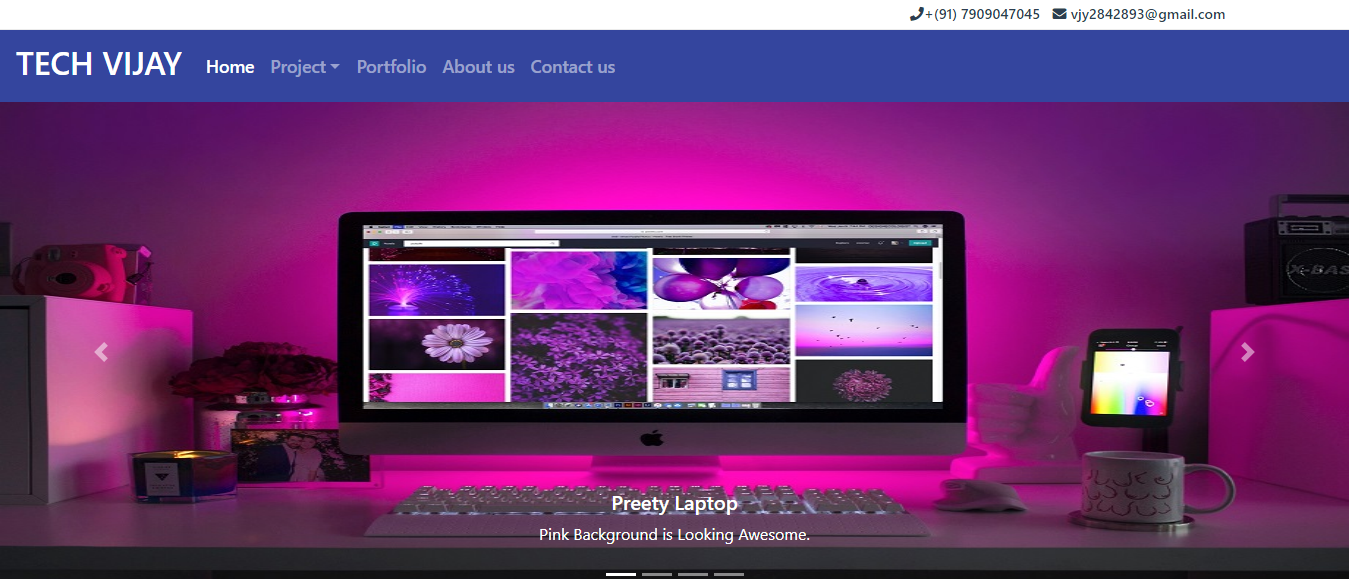 +(91) 7909047045 vjy2842893@gmail.com
TECH VIJAY Home Project Portfolio About us Contact us
X-BAS
Preety Laptop
Pink Background is Looking Awesome.